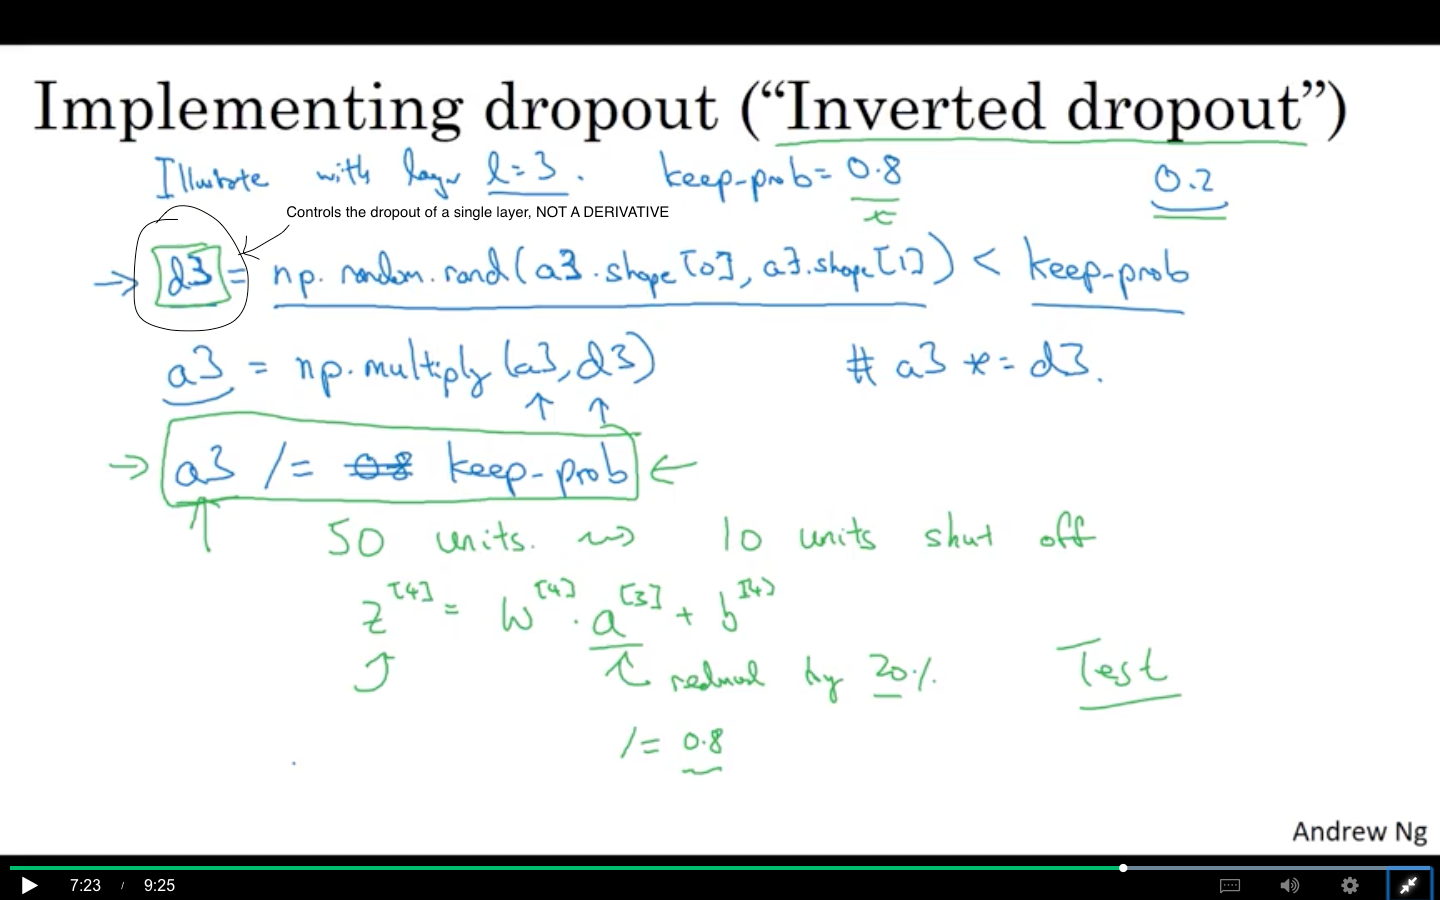 Implementing dropout (“Inverted dropout”)
Illustrate with layer l=3. keep-prob= 0.8 0.2
Controls the dropout of a single layer, NOT A DERIVATIVE
→ d3 = np.random.rand(a3.shape[0], a3.shape[1]) < keep-prob
a3 = np.multiply(a3, d3) # a3 *= d3.
→ a3 /= 0.8 keep-prob ←
50 units. ⇝ 10 units shut off
z[4] = W[4] · a[3] + b[4]
reduced by 20%
Test
/= 0.8
Andrew Ng
7:23 / 9:25